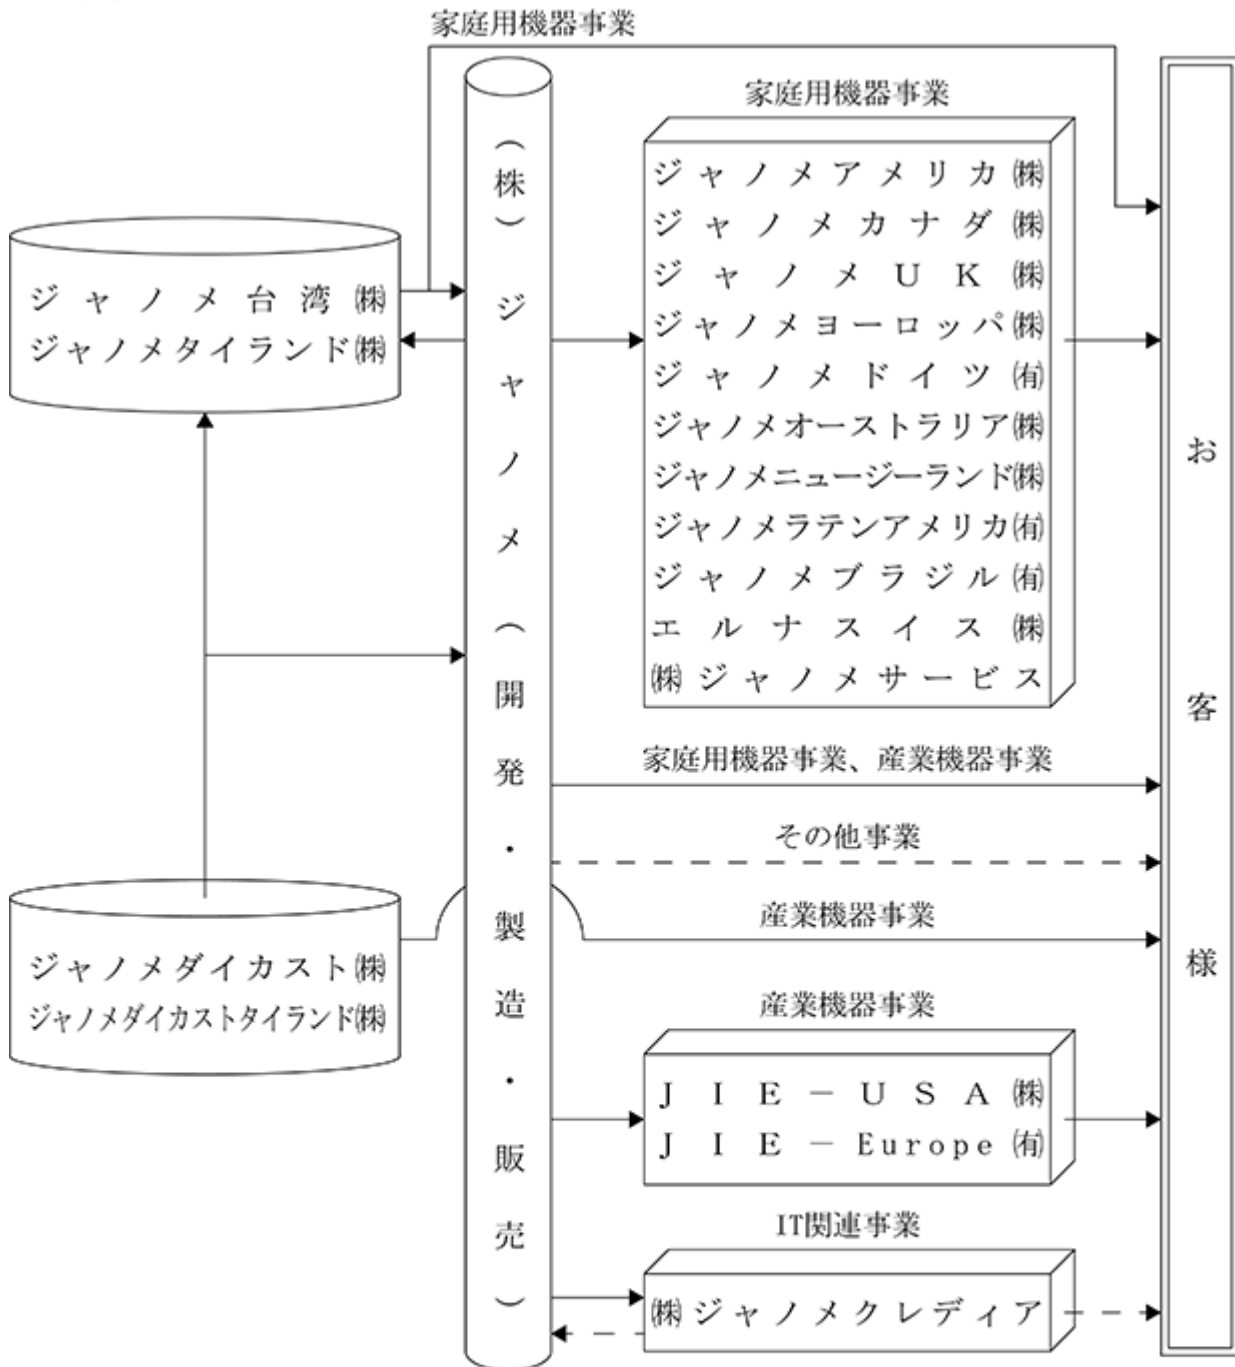 家庭用機器事業
家庭用機器事業
ジャノメ台湾㈱
ジャノメタイランド㈱
(株)ジャノメ(開発・製造・販売)
ジャノメアメリカ㈱
ジャノメカナダ㈱
ジャノメUK㈱
ジャノメヨーロッパ㈱
ジャノメドイツ㈲
ジャノメオーストラリア㈱
ジャノメニュージーランド㈱
ジャノメラテンアメリカ㈲
ジャノメブラジル㈲
エルナスイス㈱
㈱ジャノメサービス
お客様
家庭用機器事業、産業機器事業
その他事業
産業機器事業
ジャノメダイカスト㈱
ジャノメダイカストタイランド㈱
産業機器事業
JIE-USA㈱
JIE-Europe㈲
IT関連事業
㈱ジャノメクレディア